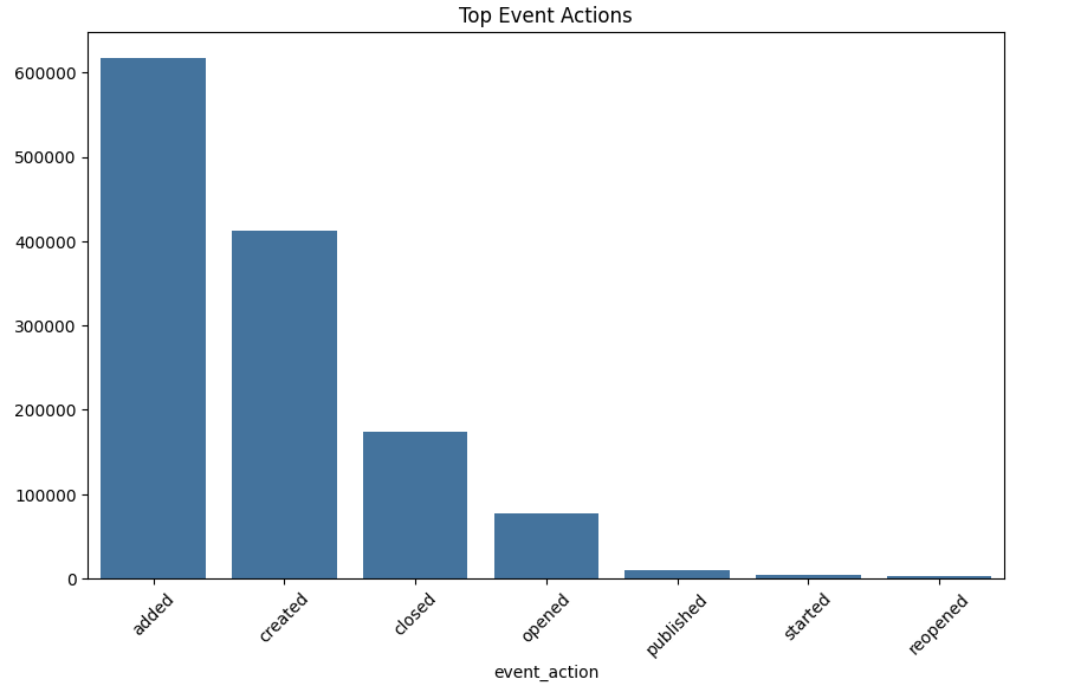 Top Event Actions
600000
500000
400000
300000
200000
100000
0
added
created
closed
opened
published
started
reopened
event_action